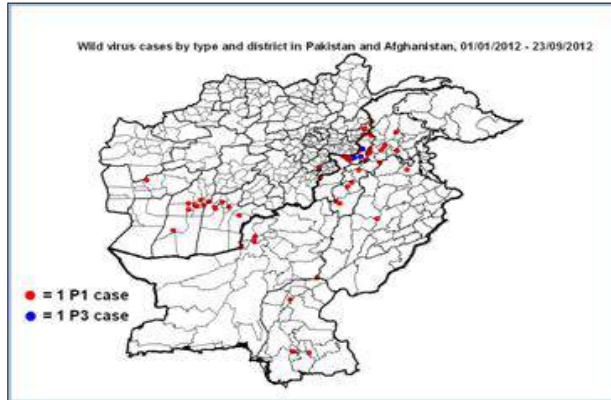 Wild virus cases by type and district in Pakistan and Afghanistan, 01/01/2012 - 23/09/2012
= 1 P1 case
= 1 P3 case